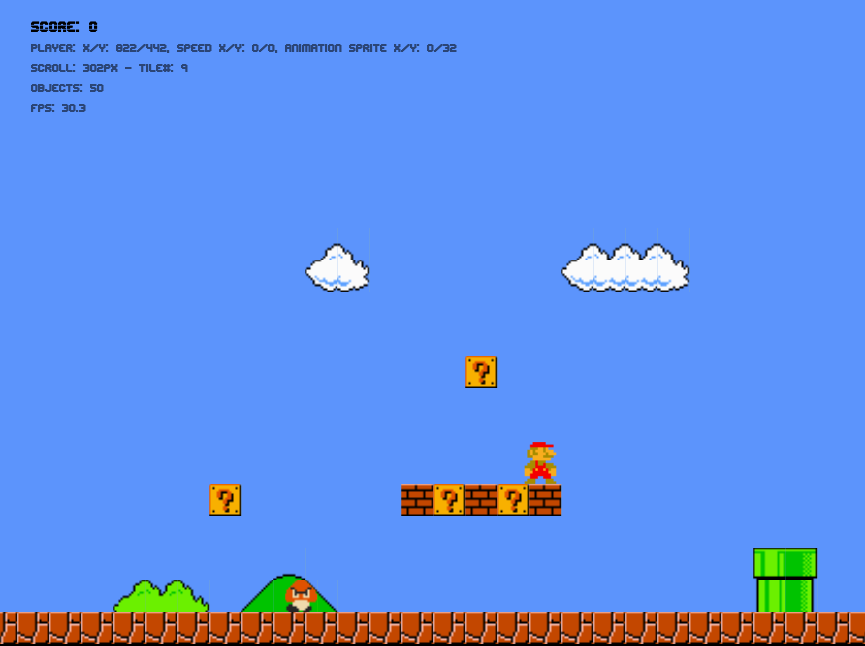 SCORE: 0
PLAYER: X/Y: 822/442, SPEED X/Y: 0/0, ANIMATION SPRITE X/Y: 0/32
SCROLL: 302PX - TILE#: 9
OBJECTS: 50
FPS: 30.3
?
?
? ?